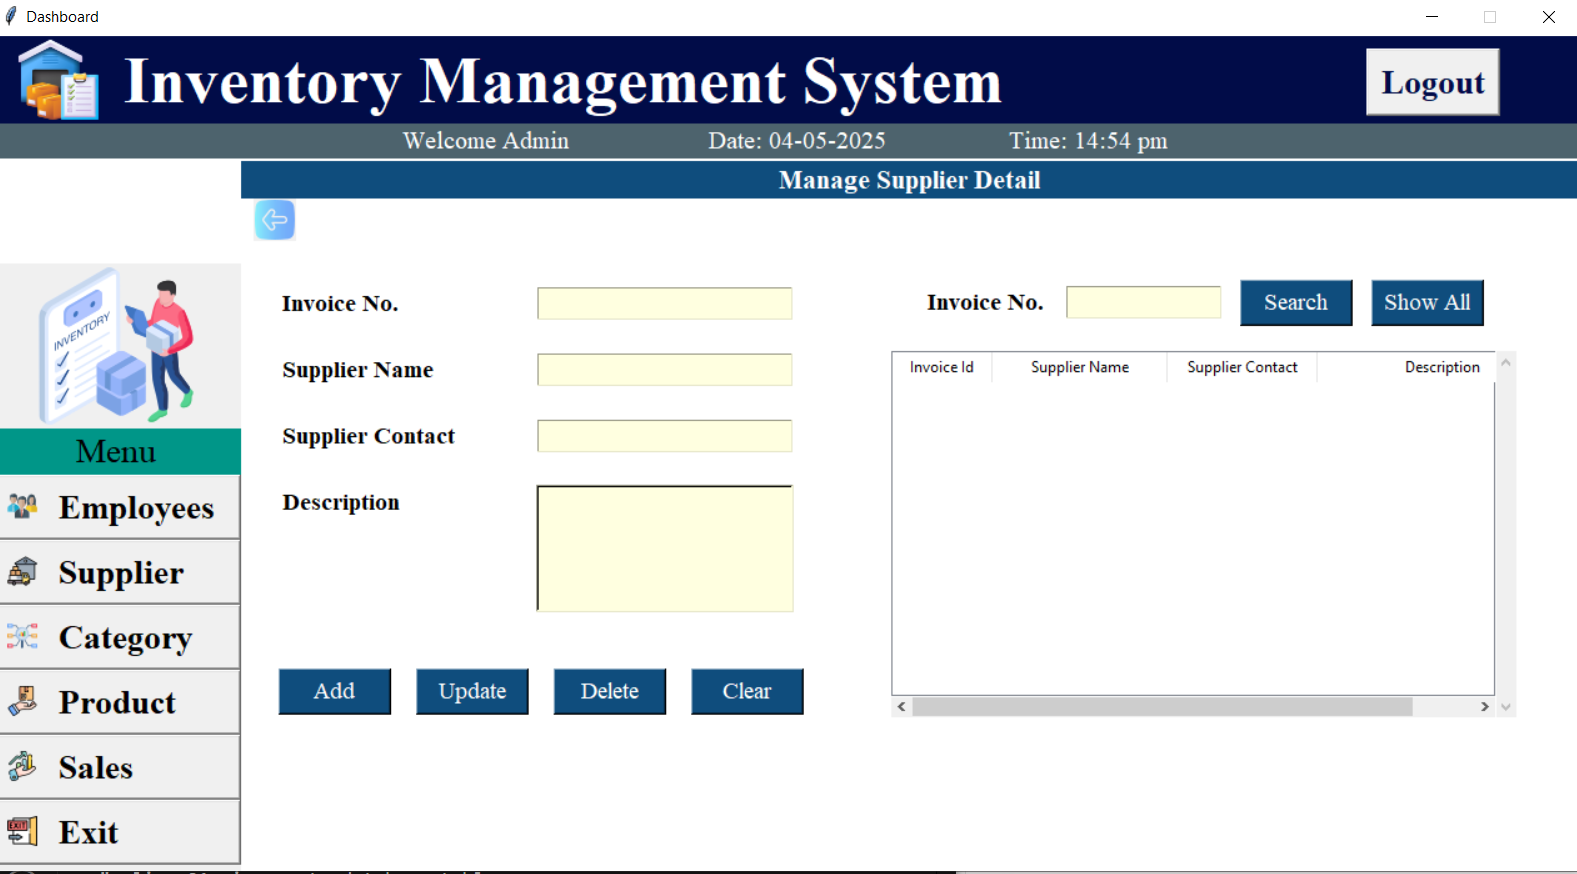 Dashboard
Inventory Management System
Logout
Welcome Admin Date: 04-05-2025 Time: 14:54 pm
Manage Supplier Detail
INVENTORY
Menu
Employees
Supplier
Category
Product
Sales
EXIT
Exit
Invoice No.
Supplier Name
Supplier Contact
Description
Add Update Delete Clear
Invoice No. Search Show All
Invoice Id Supplier Name Supplier Contact Description